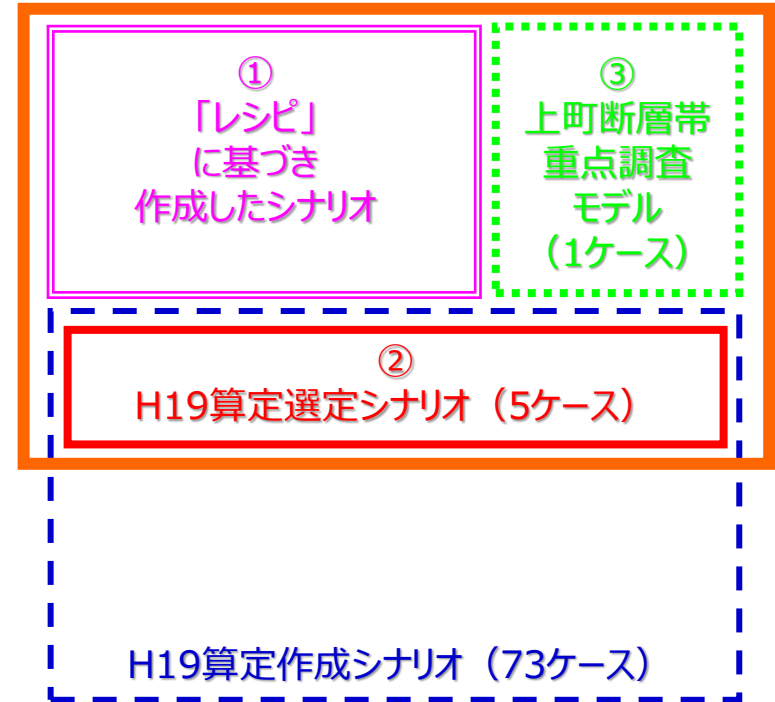 ①
「レシピ」
に基づき
作成したシナリオ
③
上町断層帯
重点調査
モデル
（1ケース）
②
H19算定選定シナリオ（5ケース）
H19算定作成シナリオ（73ケース）